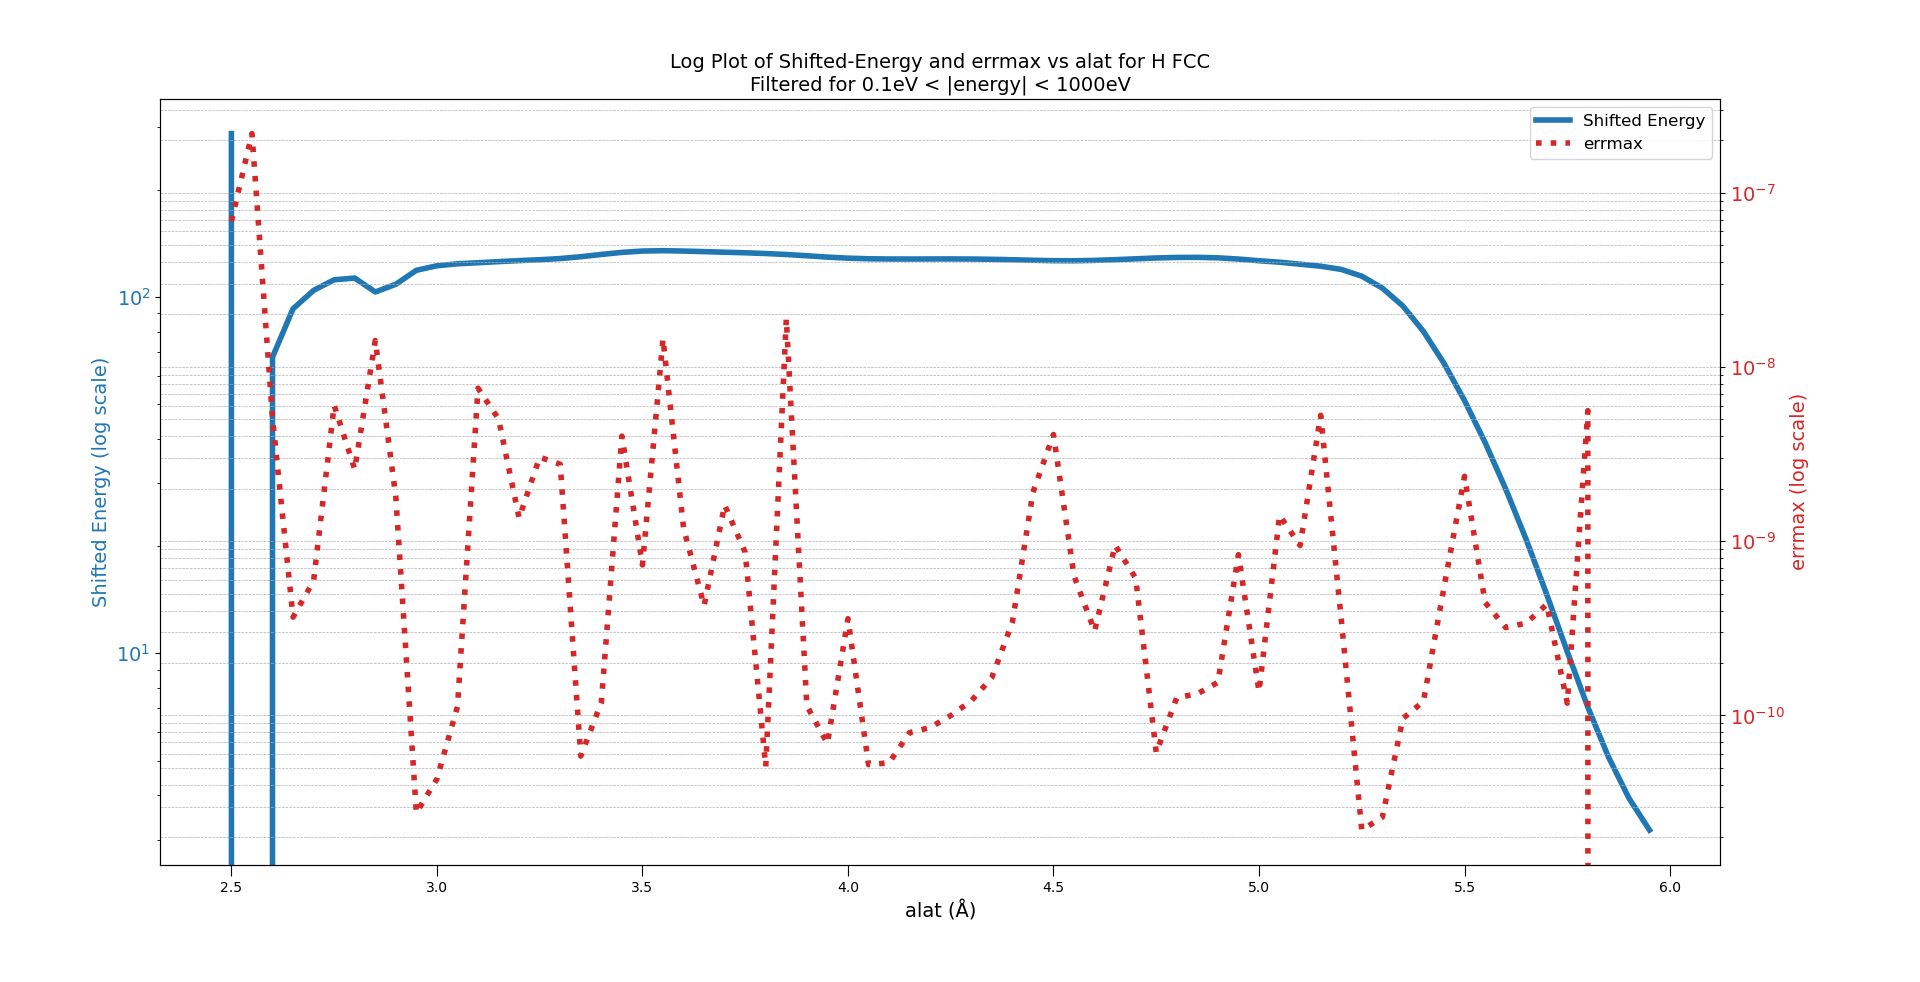 Log Plot of Shifted-Energy and errmax vs alat for H FCC
Filtered for 0.1eV < |energy| < 1000eV
Shifted Energy
errmax
Shifted Energy (log scale)
10²
10¹
errmax (log scale)
10⁻⁷
10⁻⁸
10⁻⁹
10⁻¹⁰
2.5 3.0 3.5 4.0 4.5 5.0 5.5 6.0
alat (Å)